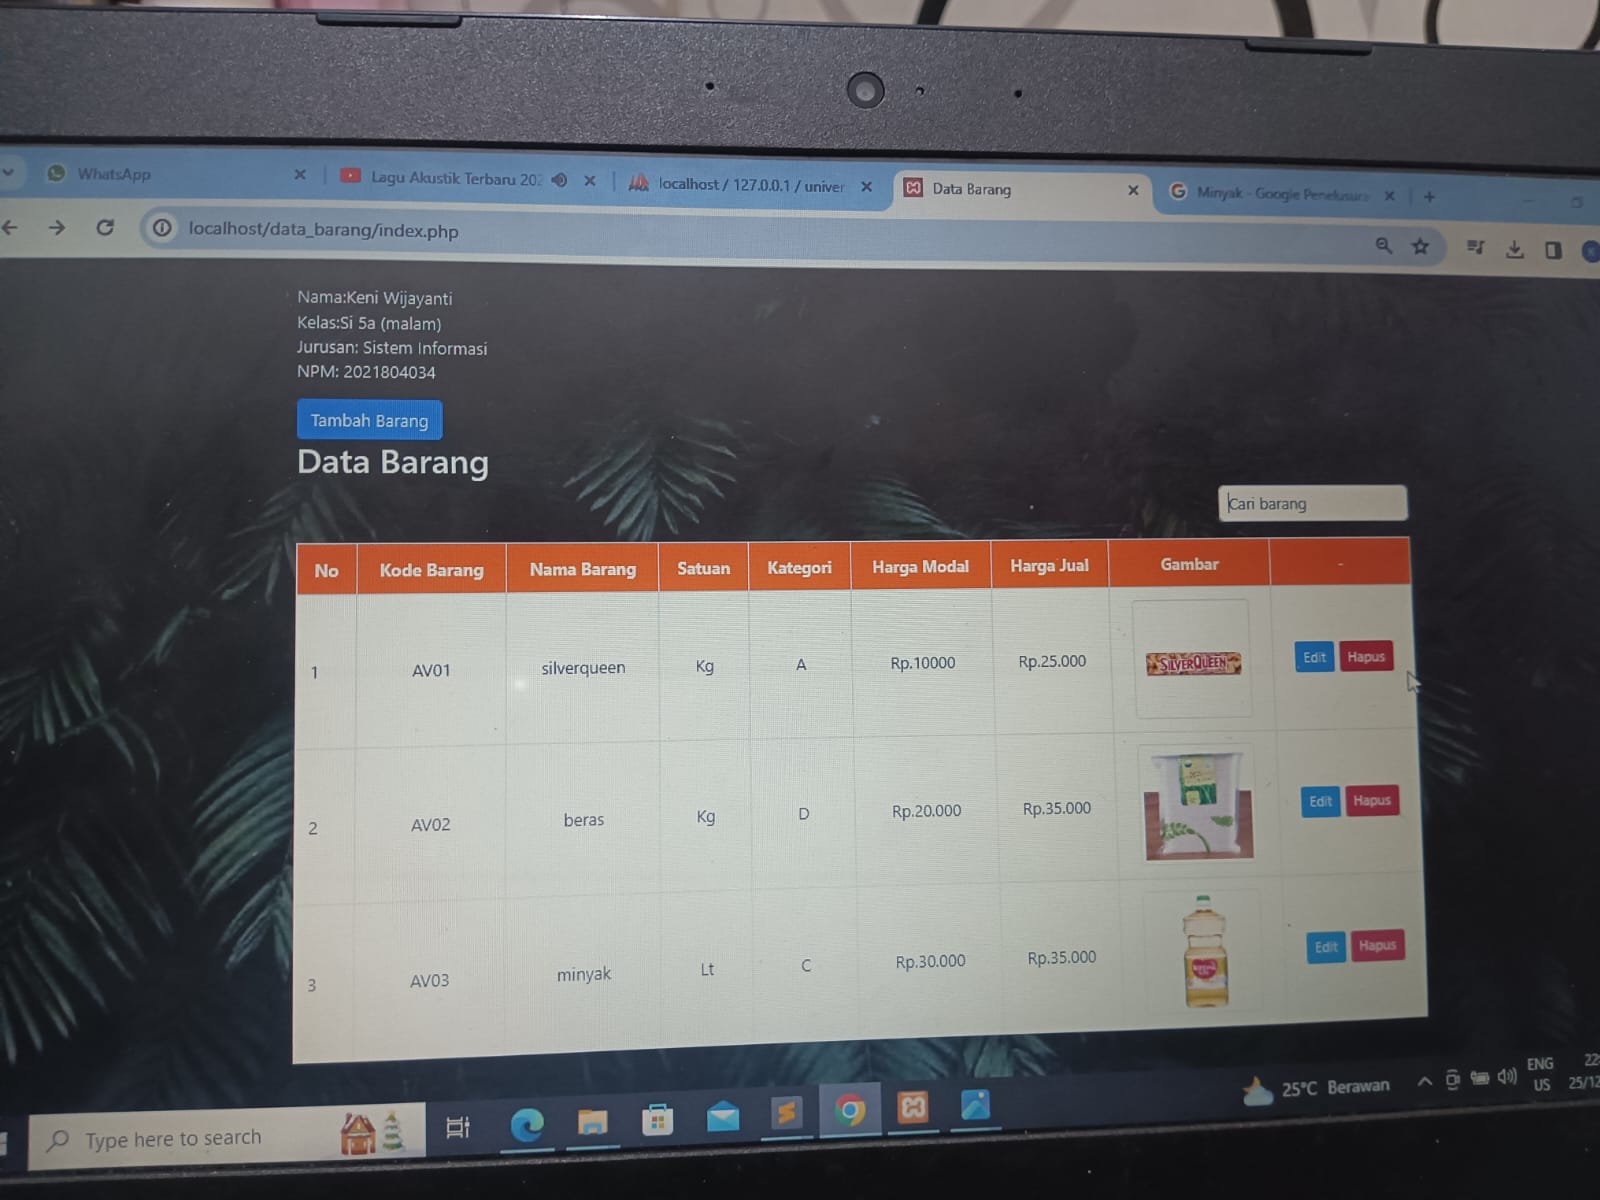 WhatsApp
Lagu Akustik Terbaru 202
localhost / 127.0.0.1 / univer
Data Barang
Minyak - Google Penelusura
localhost/data_barang/index.php
Nama:Keni Wijayanti
Kelas:Si 5a (malam)
Jurusan: Sistem Informasi
NPM: 2021804034
Tambah Barang
Data Barang
Cari barang
No Kode Barang Nama Barang Satuan Kategori Harga Modal Harga Jual Gambar -
1 AV01 silverqueen Kg A Rp.10000 Rp.25.000 SILVERQUEEN Edit Hapus
2 AV02 beras Kg D Rp.20.000 Rp.35.000 Edit Hapus
3 AV03 minyak Lt C Rp.30.000 Rp.35.000 Edit Hapus
Type here to search
25°C Berawan
ENG
US
22:
25/12